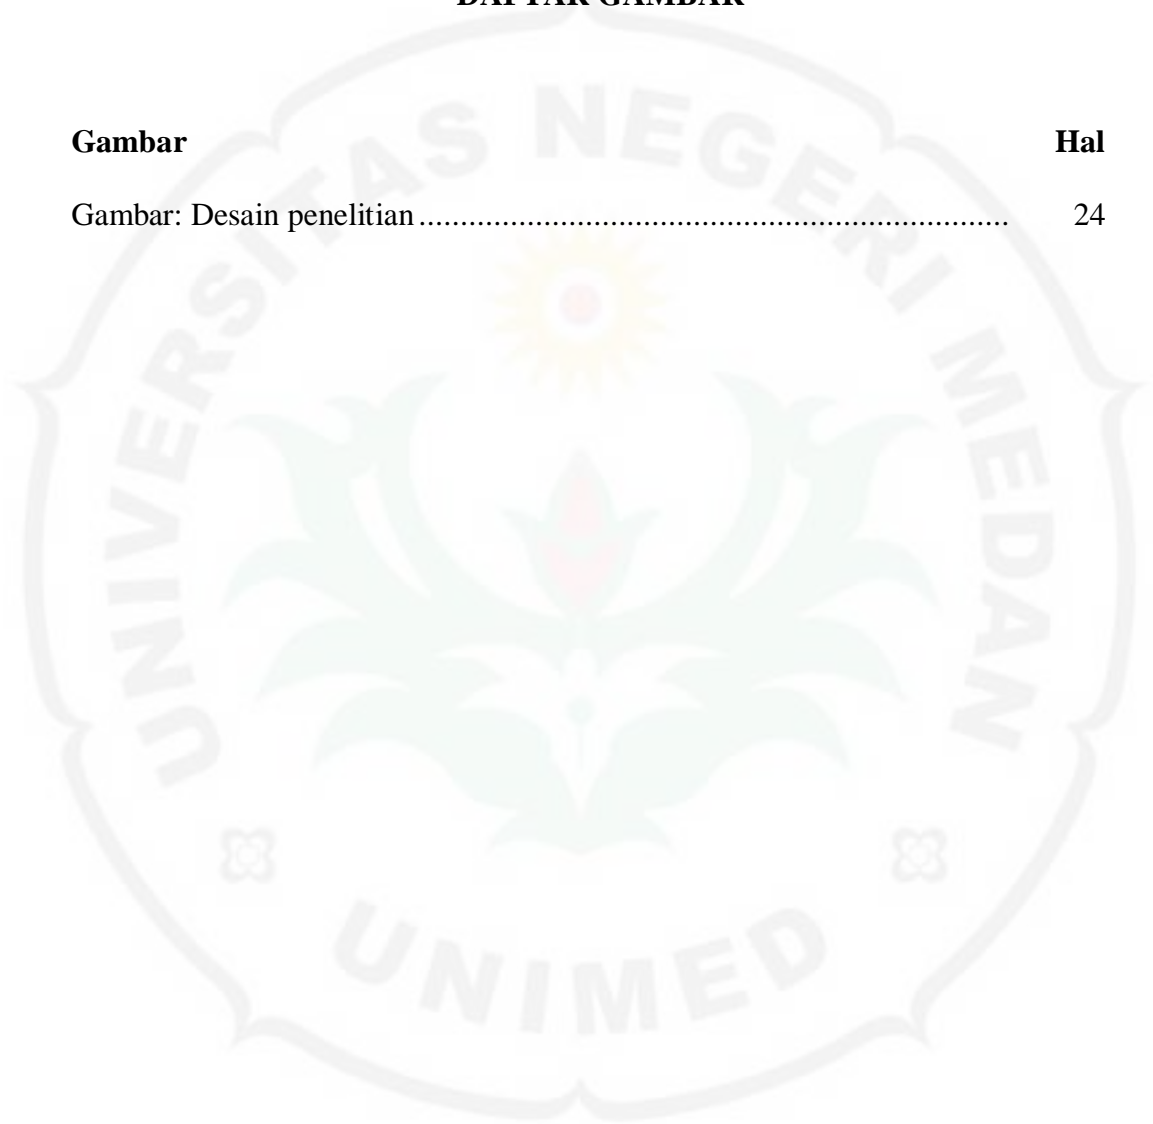 DAFTAR GAMBAR
Gambar Hal
Gambar: Desain penelitian....................................................................... 24
UNIVERSITAS NEGERI MEDAN
UNIMED